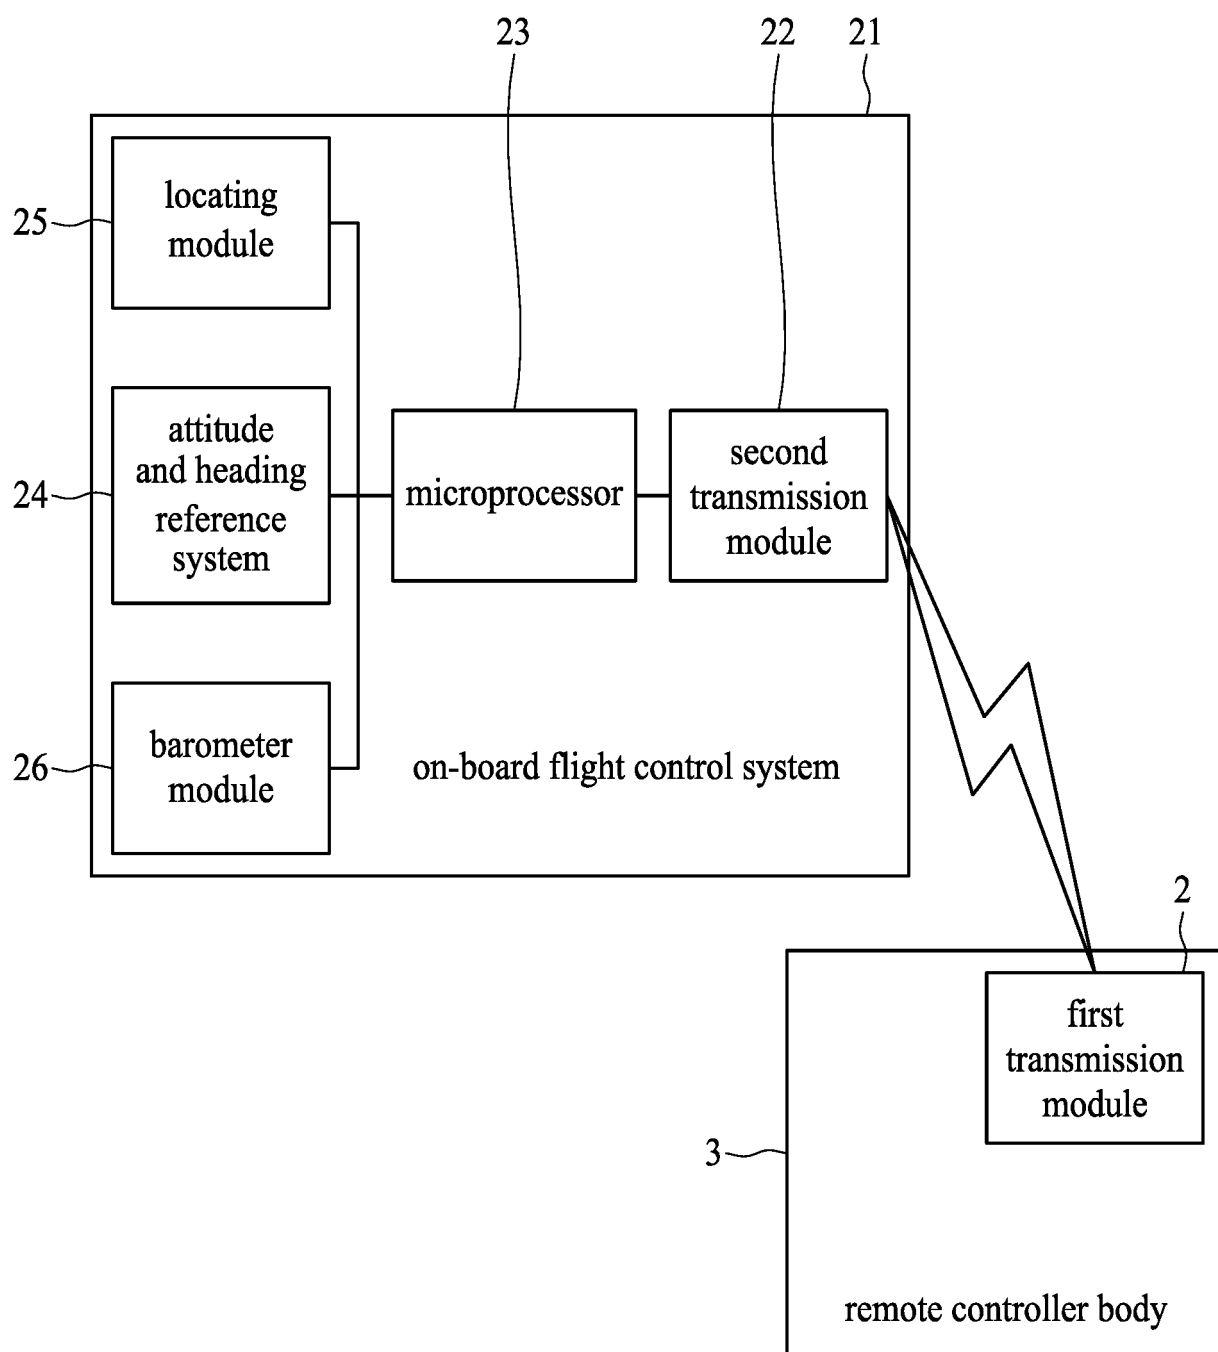 23
22
21
locating
module
25
attitude
and heading
reference
system
24
microprocessor
second
transmission
module
barometer
module
26
on-board flight control system
2
first
transmission
module
3
remote controller body